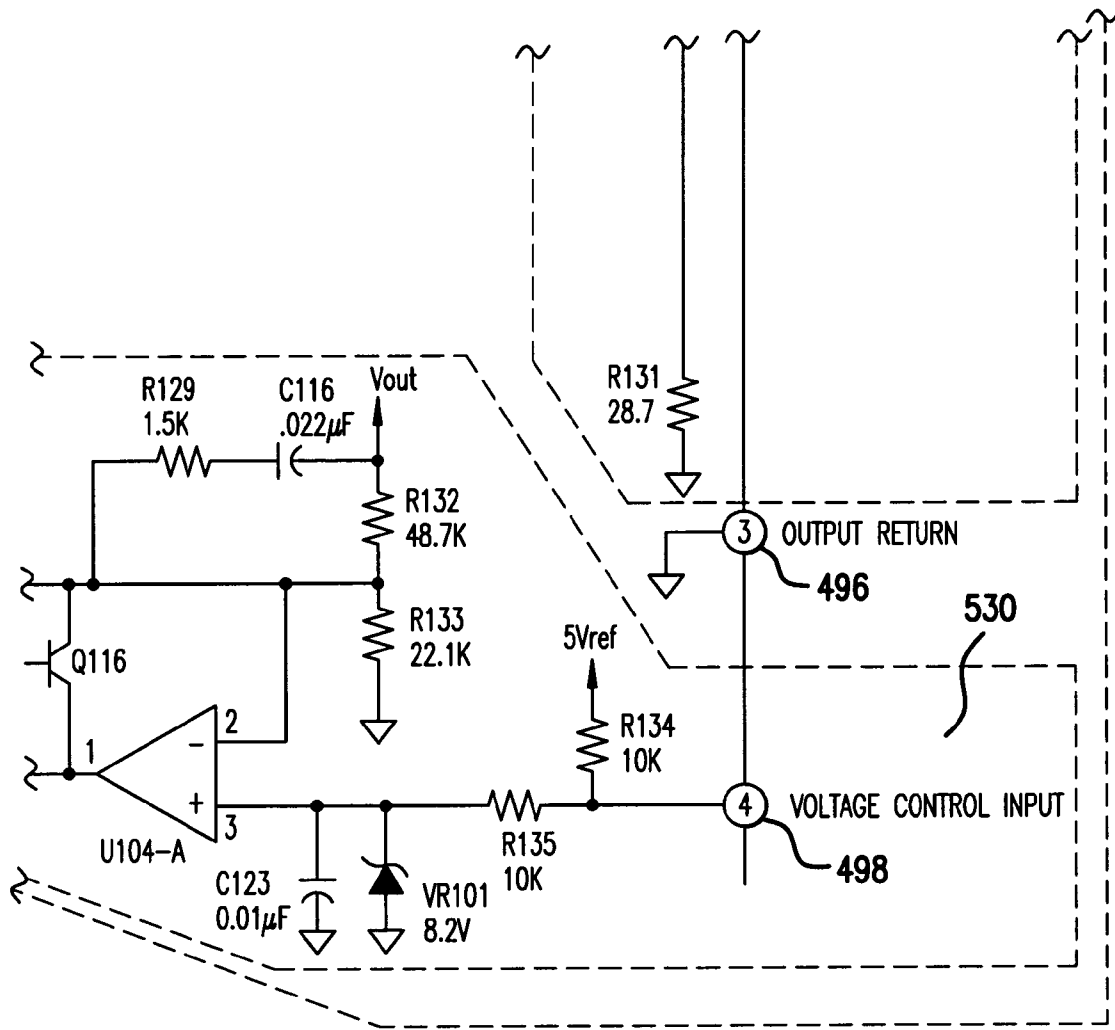 Vout
R129
1.5K
C116
.022μF
R131
28.7
R132
48.7K
3
OUTPUT RETURN
496
530
R133
22.1K
Q116
5Vref
R134
10K
1
2
-
+
3
U104-A
4
VOLTAGE CONTROL INPUT
498
R135
10K
C123
0.01μF
VR101
8.2V